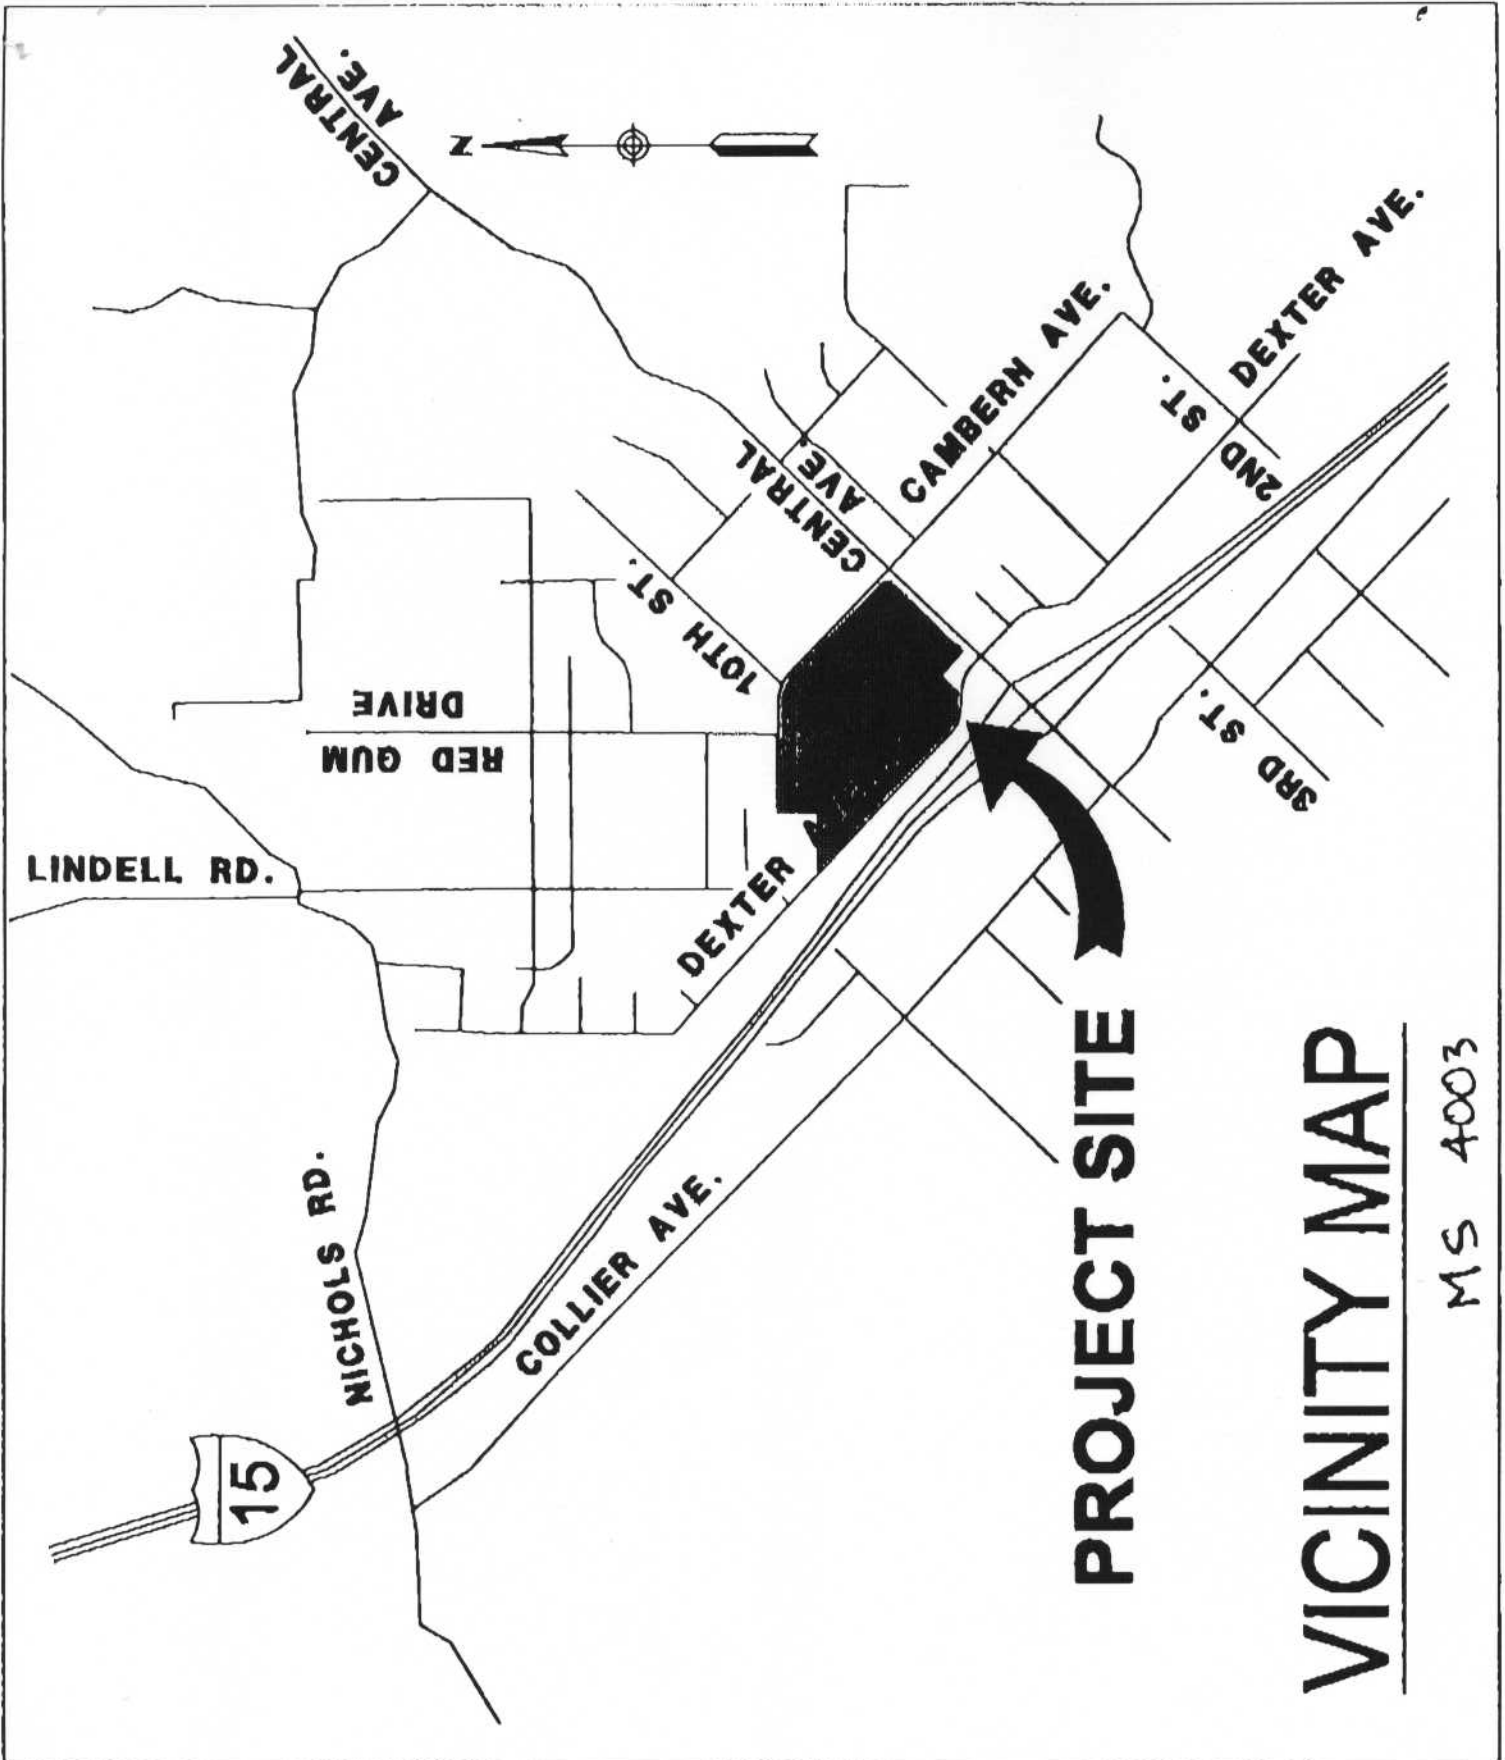 CENTRAL
AVE.
N
LINDELL RD.
RED QUM
DRIVE
10TH ST.
CENTRAL
AVE.
CAMBERN AVE.
2ND ST.
DEXTER AVE.
DEXTER
3RD ST.
NICHOLS RD.
COLLIER AVE.
15
PROJECT SITE
VICINITY MAP
MS 4003